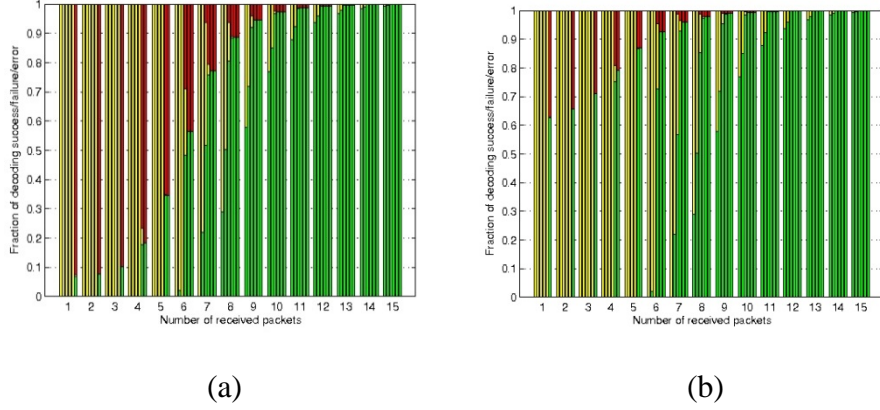 Fraction of decoding success/failure/error
1
0.9
0.8
0.7
0.6
0.5
0.4
0.3
0.2
0.1
0
1 2 3 4 5 6 7 8 9 10 11 12 13 14 15
Number of received packets
(a)
Fraction of decoding success/failure/error
1
0.9
0.8
0.7
0.6
0.5
0.4
0.3
0.2
0.1
0
1 2 3 4 5 6 7 8 9 10 11 12 13 14 15
Number of received packets
(b)